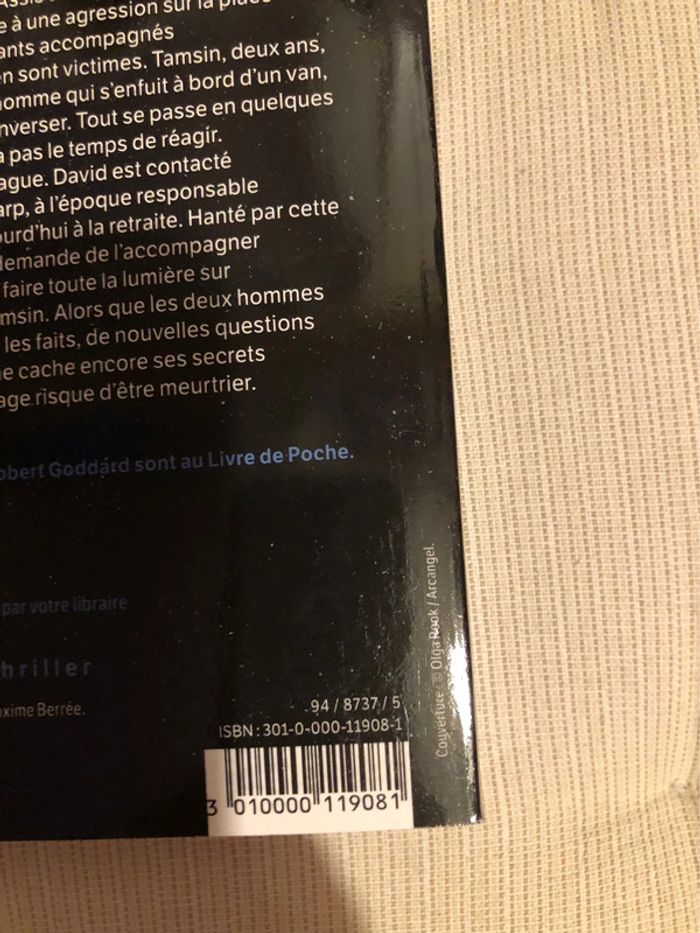 e à une agression sur la place
ants accompagnés
n sont victimes. Tamsin, deux ans,
omme qui s'enfuit à bord d'un van,
nverser. Tout se passe en quelques
a pas le temps de réagir.
ague. David est contacté
arp, à l'époque responsable
ourd'hui à la retraite. Hanté par cette
demande de l'accompagner
faire toute la lumière sur
msin. Alors que les deux hommes
les faits, de nouvelles questions
e cache encore ses secrets
age risque d'être meurtrier.
obert Goddard sont au Livre de Poche.
par votre libraire
hriller
xime Berrée.
94 / 8737 / 5
ISBN : 301-0-000-11908-1
3 010000 119081
Couverture : © Olga Rook / Arcangel.